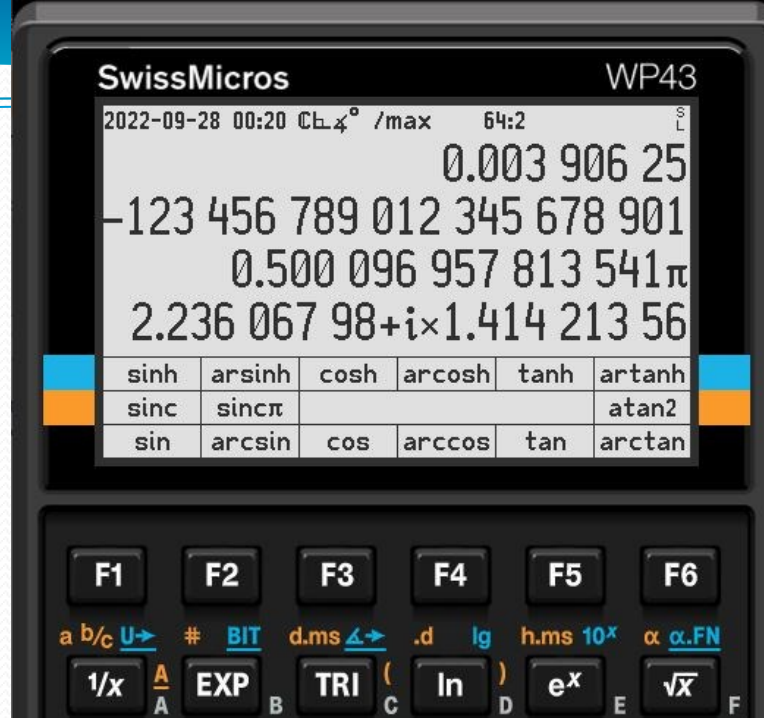 SwissMicros WP43
2022-09-28 00:20 ℂ∟∡° /max 64:2 S L
0.003 906 25
-123 456 789 012 345 678 901
0.500 096 957 813 541π
2.236 067 98+i×1.414 213 56
sinh arsinh cosh arcosh tanh artanh
sinc sincπ atan2
sin arcsin cos arccos tan arctan
F1 F2 F3 F4 F5 F6
a b/c U→ # BIT d.ms ∡→ .d lg h.ms 10ˣ α α.FN
1/x A A EXP B TRI ( C ln ) D eˣ E √x F